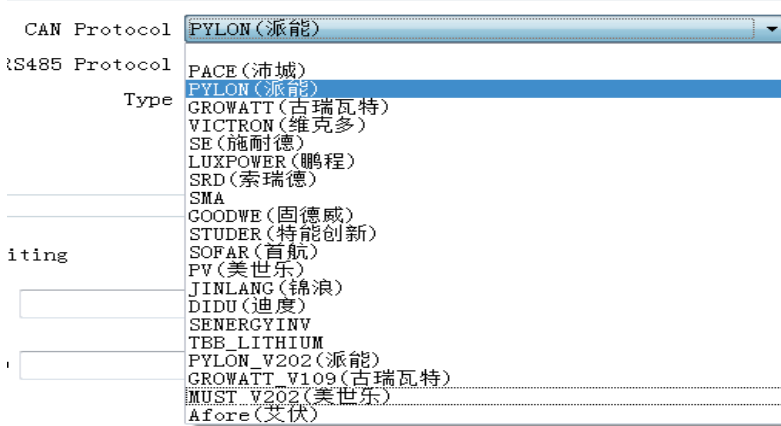 CAN Protocol PYLON(派能)
RS485 Protocol
PACE(沛城)
PYLON(派能)
Type
GROWATT(古瑞瓦特)
VICTRON(维克多)
SE(施耐德)
LUXPOWER(鹏程)
SRD(索瑞德)
SMA
GOODWE(固德威)
STUDER(特能创新)
SOFAR(首航)
iting
PV(美世乐)
JINLANG(锦浪)
DIDU(迪度)
SENERGYINV
TBB_LITHIUM
PYLON_V202(派能)
GROWATT_V109(古瑞瓦特)
MUST_V202(美世乐)
Afore(艾伏)